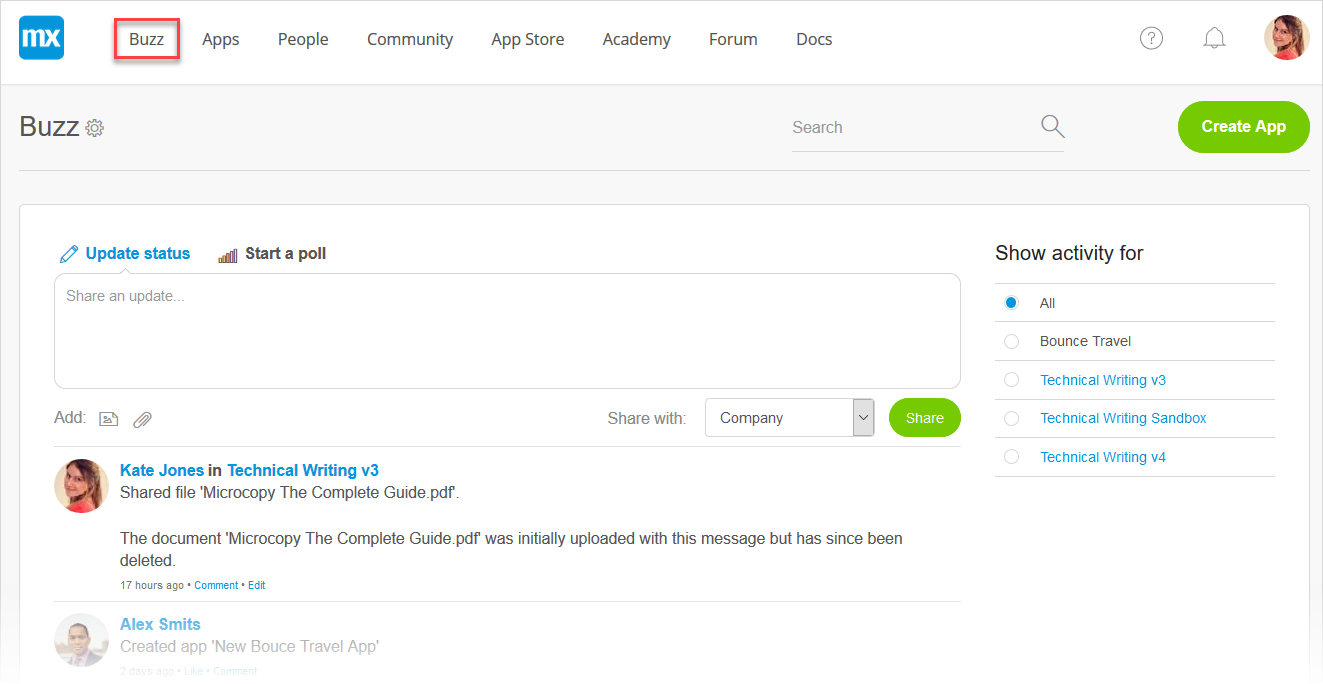 mx Buzz Apps People Community App Store Academy Forum Docs ?
Buzz Search Create App
Update status Start a poll
Share an update...
Add: Share with: Company Share
Show activity for
All
Bounce Travel
Technical Writing v3
Technical Writing Sandbox
Technical Writing v4
Kate Jones in Technical Writing v3
Shared file 'Microcopy The Complete Guide.pdf'.
The document 'Microcopy The Complete Guide.pdf' was initially uploaded with this message but has since been
deleted.
17 hours ago • Comment • Edit
Alex Smits
Created app 'New Bouce Travel App'
2 days ago • Like • Comment